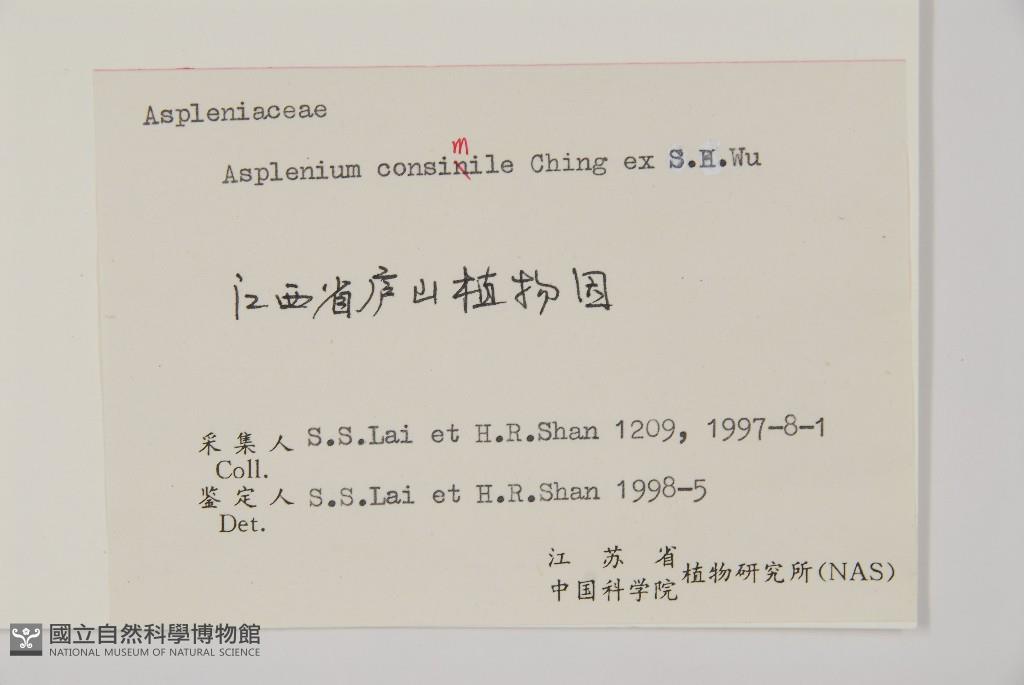 Aspleniaceae
m
Asplenium consinile Ching ex S.H.Wu
江西省庐山植物园
采集人 S.S.Lai et H.R.Shan 1209, 1997-8-1
Coll.
鉴定人 S.S.Lai et H.R.Shan 1998-5
Det.
江苏省
中国科学院 植物研究所(NAS)
國立自然科學博物館
NATIONAL MUSEUM OF NATURAL SCIENCE